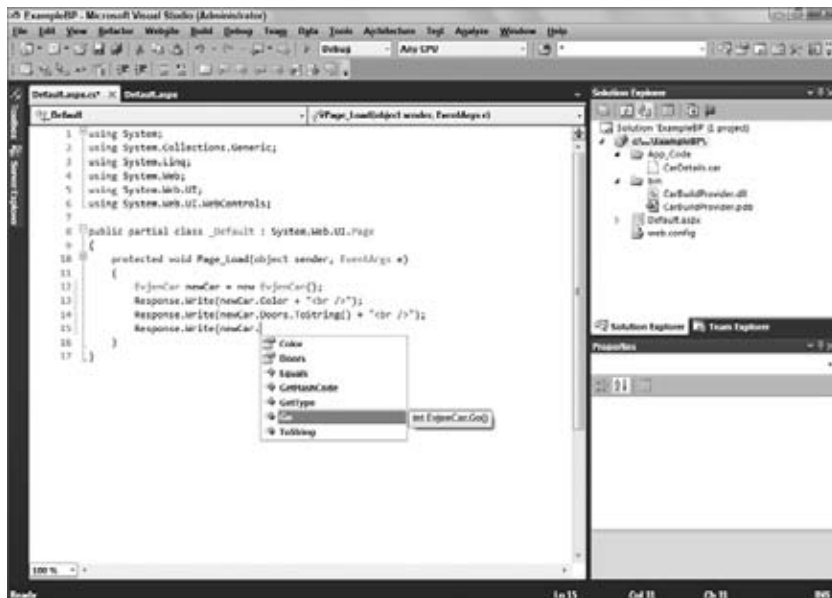 ExampleBP - Microsoft Visual Studio (Administrator)
File Edit View Refactor Website Build Debug Team Data Tools Architecture Test Analyze Window Help
Debug Any CPU
Default.aspx.cs* Default.aspx
_Default
Page_Load(object sender, EventArgs e)
1 using System;
2 using System.Collections.Generic;
3 using System.Linq;
4 using System.Web;
5 using System.Web.UI;
6 using System.Web.UI.WebControls;
7
8 public partial class _Default : System.Web.UI.Page
9 {
10 protected void Page_Load(object sender, EventArgs e)
11 {
12 EvjenCar newCar = new EvjenCar();
13 Response.Write(newCar.Color + "<br />");
14 Response.Write(newCar.Doors.ToString() + "<br />");
15 Response.Write(newCar.
16 }
17 }
Color
Doors
Equals
GetHashCode
GetType
Go
int EvjenCar.Go()
ToString
Toolbox
Server Explorer
100 %
Solution Explorer
Solution 'ExampleBP' (1 project)
App_Code
CarDetails.car
bin
CarBuildProvider.dll
CarBuildProvider.pdb
Default.aspx
web.config
Solution Explorer Team Explorer
Properties
Ready Ln 15 Col 31 Ch 31 INS